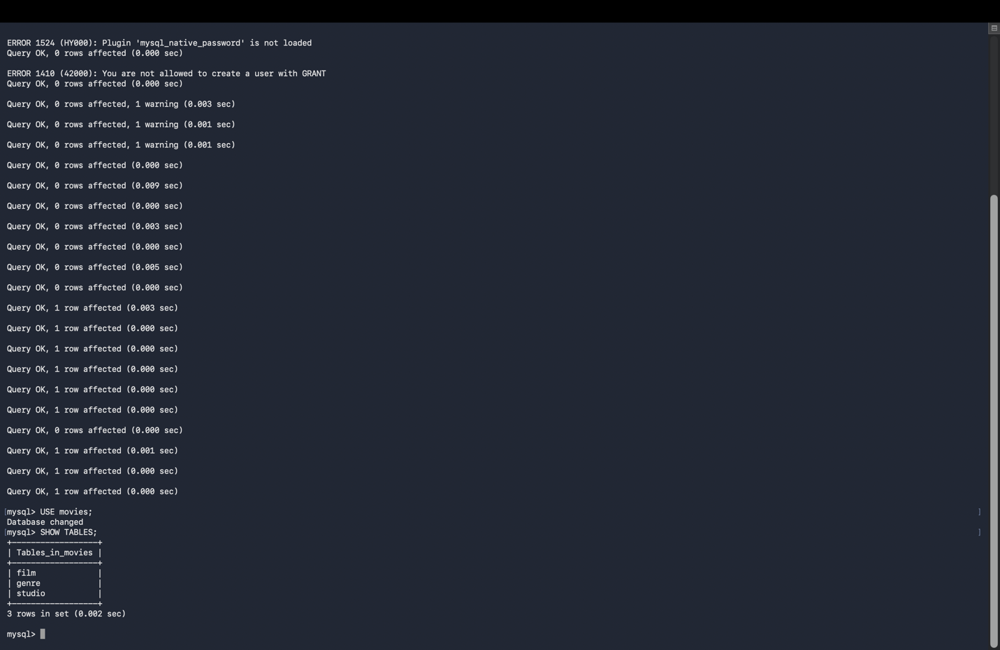 ERROR 1524 (HY000): Plugin 'mysql_native_password' is not loaded
Query OK, 0 rows affected (0.000 sec)
ERROR 1410 (42000): You are not allowed to create a user with GRANT
Query OK, 0 rows affected (0.000 sec)
Query OK, 0 rows affected, 1 warning (0.003 sec)
Query OK, 0 rows affected, 1 warning (0.001 sec)
Query OK, 0 rows affected, 1 warning (0.001 sec)
Query OK, 0 rows affected (0.000 sec)
Query OK, 0 rows affected (0.009 sec)
Query OK, 0 rows affected (0.000 sec)
Query OK, 0 rows affected (0.003 sec)
Query OK, 0 rows affected (0.000 sec)
Query OK, 0 rows affected (0.005 sec)
Query OK, 0 rows affected (0.000 sec)
Query OK, 1 row affected (0.003 sec)
Query OK, 1 row affected (0.000 sec)
Query OK, 1 row affected (0.000 sec)
Query OK, 1 row affected (0.000 sec)
Query OK, 1 row affected (0.000 sec)
Query OK, 1 row affected (0.000 sec)
Query OK, 0 rows affected (0.000 sec)
Query OK, 1 row affected (0.001 sec)
Query OK, 1 row affected (0.000 sec)
Query OK, 1 row affected (0.000 sec)
[mysql> USE movies; ]
Database changed
[mysql> SHOW TABLES; ]
+------------------+
| Tables_in_movies |
+------------------+
| film             |
| genre            |
| studio           |
+------------------+
3 rows in set (0.002 sec)
mysql>